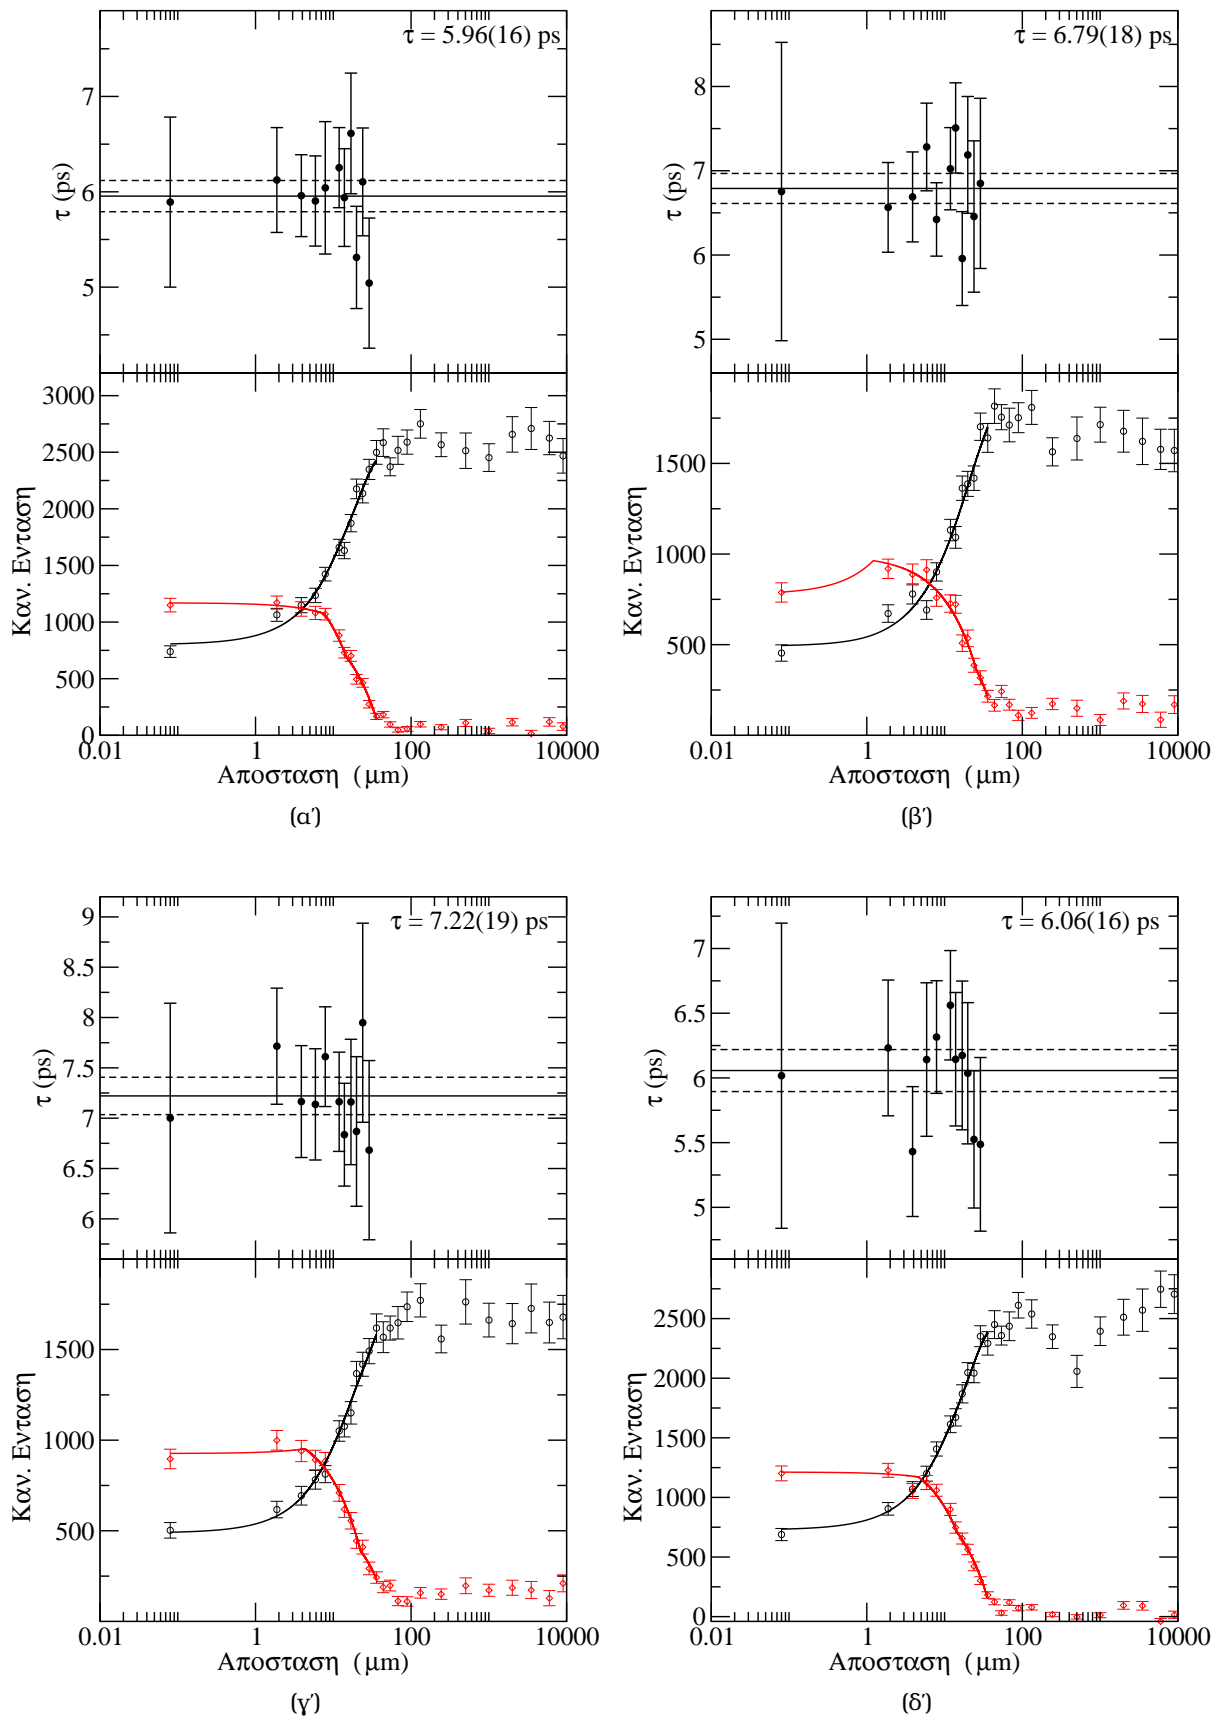 τ = 5.96(16) ps
7
6
5
τ (ps)
3000
2500
2000
1500
1000
500
0
Καν. Ενταση
0.01
1
100
10000
Αποσταση (μm)
(α')
τ = 6.79(18) ps
8
7
6
5
τ (ps)
1500
1000
500
Καν. Ενταση
0.01
1
100
10000
Αποσταση (μm)
(β')
τ = 7.22(19) ps
9
8.5
8
7.5
7
6.5
6
τ (ps)
1500
1000
500
Καν. Ενταση
0.01
1
100
10000
Αποσταση (μm)
(γ')
τ = 6.06(16) ps
7
6.5
6
5.5
5
τ (ps)
2500
2000
1500
1000
500
0
Καν. Ενταση
0.01
1
100
10000
Αποσταση (μm)
(δ')